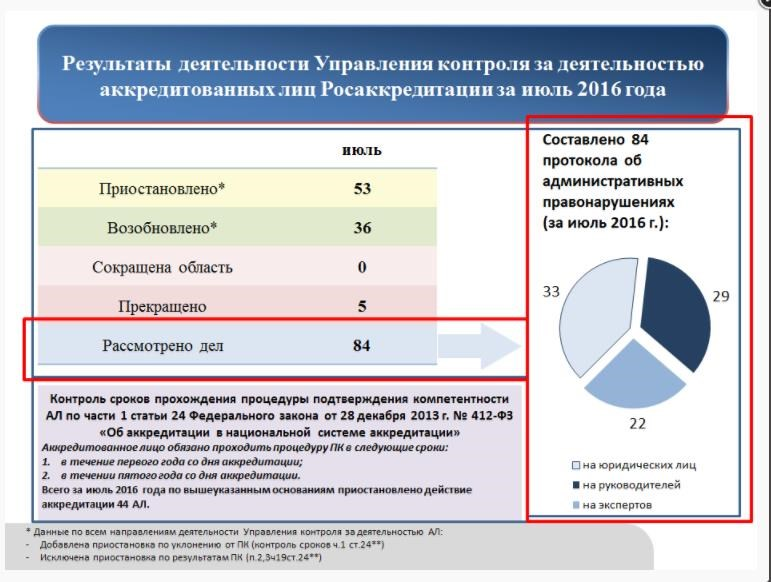 Результаты деятельности Управления контроля за деятельностью
аккредитованных лиц Росаккредитации за июль 2016 года
июль
Приостановлено* 53
Возобновлено* 36
Сокращена область 0
Прекращено 5
Рассмотрено дел 84
Контроль сроков прохождения процедуры подтверждения компетентности
АЛ по части 1 статьи 24 Федерального закона от 28 декабря 2013 г. № 412-ФЗ
«Об аккредитации в национальной системе аккредитации»
Аккредитованное лицо обязано проходить процедуру ПК в следующие сроки:
1. в течение первого года со дня аккредитации;
2. в течении пятого года со дня аккредитации.
Всего за июль 2016 года по вышеуказанным основаниям приостановлено действие
аккредитации 44 АЛ.
Составлено 84
протокола об
административных
правонарушениях
(за июль 2016 г.):
33
29
22
на юридических лиц
на руководителей
на экспертов
* Данные по всем направлениям деятельности Управления контроля за деятельностью АЛ:
- Добавлена приостановка по уклонению от ПК (контроль сроков ч.1 ст.24**)
- Исключена приостановка по результатам ПК (п.2,3ч19ст.24**)